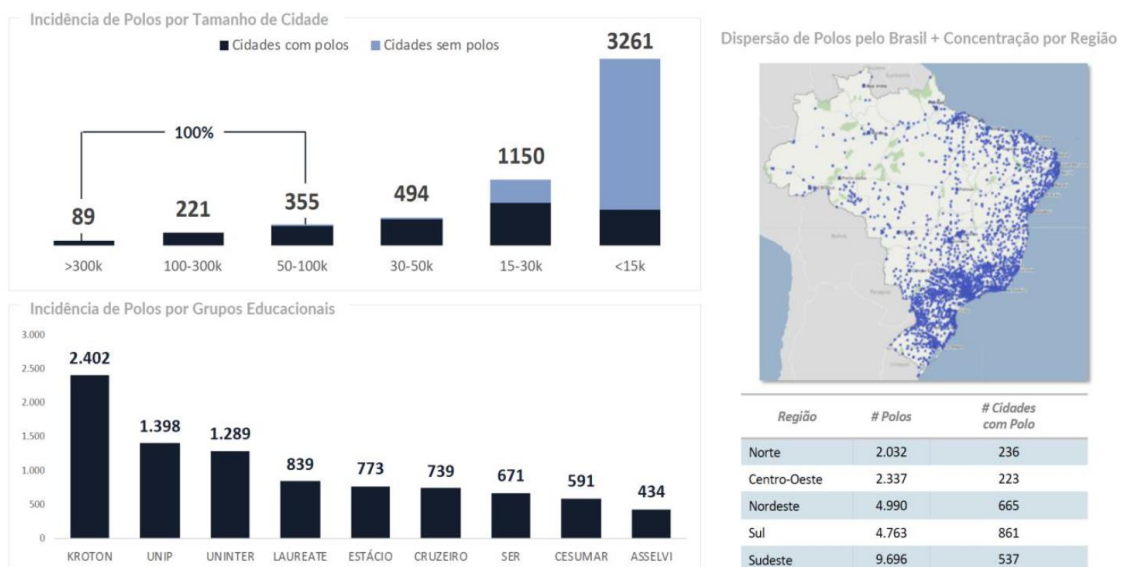 Incidência de Polos por Tamanho de Cidade
Cidades com polos Cidades sem polos
3261
100%
1150
494
355
221
89
>300k 100-300k 50-100k 30-50k 15-30k <15k
Incidência de Polos por Grupos Educacionais
3.000
2.500
2.000
1.500
1.000
500
0
2.402
1.398
1.289
839
773
739
671
591
434
KROTON UNIP UNINTER LAUREATE ESTÁCIO CRUZEIRO SER CESUMAR ASSELVI
Dispersão de Polos pelo Brasil + Concentração por Região
Região # Polos # Cidades
com Polo
Norte 2.032 236
Centro-Oeste 2.337 223
Nordeste 4.990 665
Sul 4.763 861
Sudeste 9.696 537